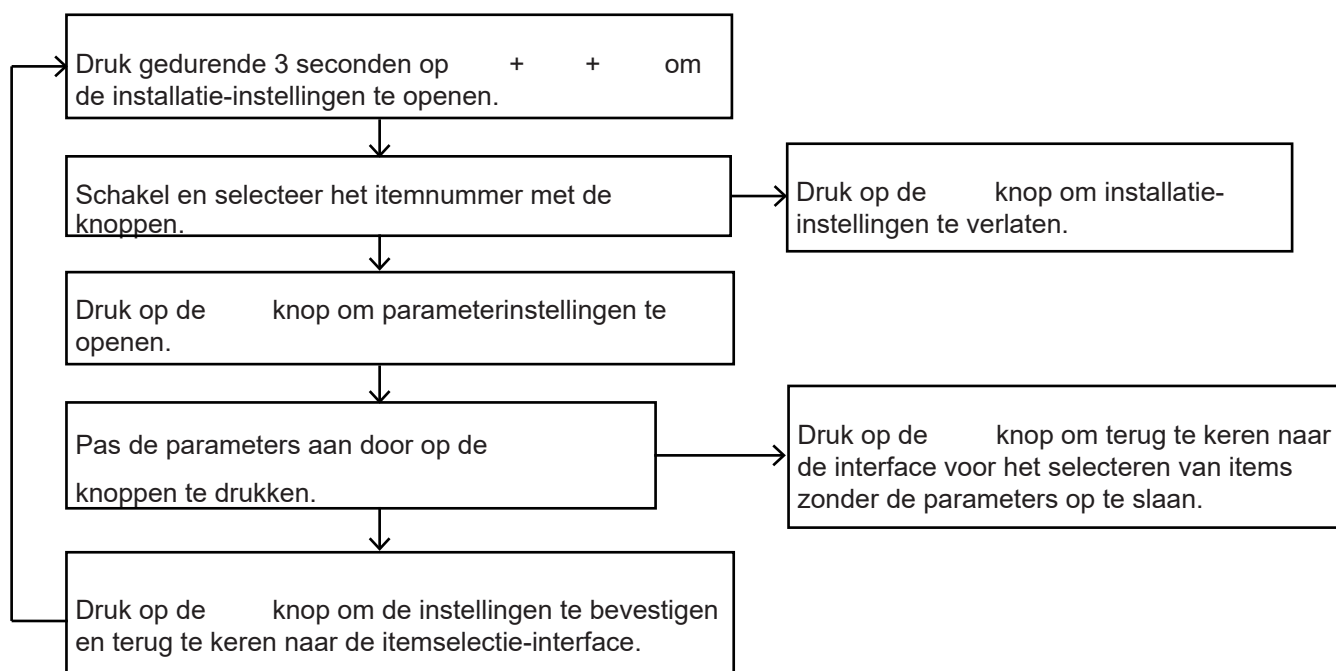 Druk gedurende 3 seconden op + + om
de installatie-instellingen te openen.
Schakel en selecteer het itemnummer met de
knoppen.
Druk op de knop om installatie-
instellingen te verlaten.
Druk op de knop om parameterinstellingen te
openen.
Pas de parameters aan door op de
knoppen te drukken.
Druk op de knop om terug te keren naar
de interface voor het selecteren van items
zonder de parameters op te slaan.
Druk op de knop om de instellingen te bevestigen
en terug te keren naar de itemselectie-interface.